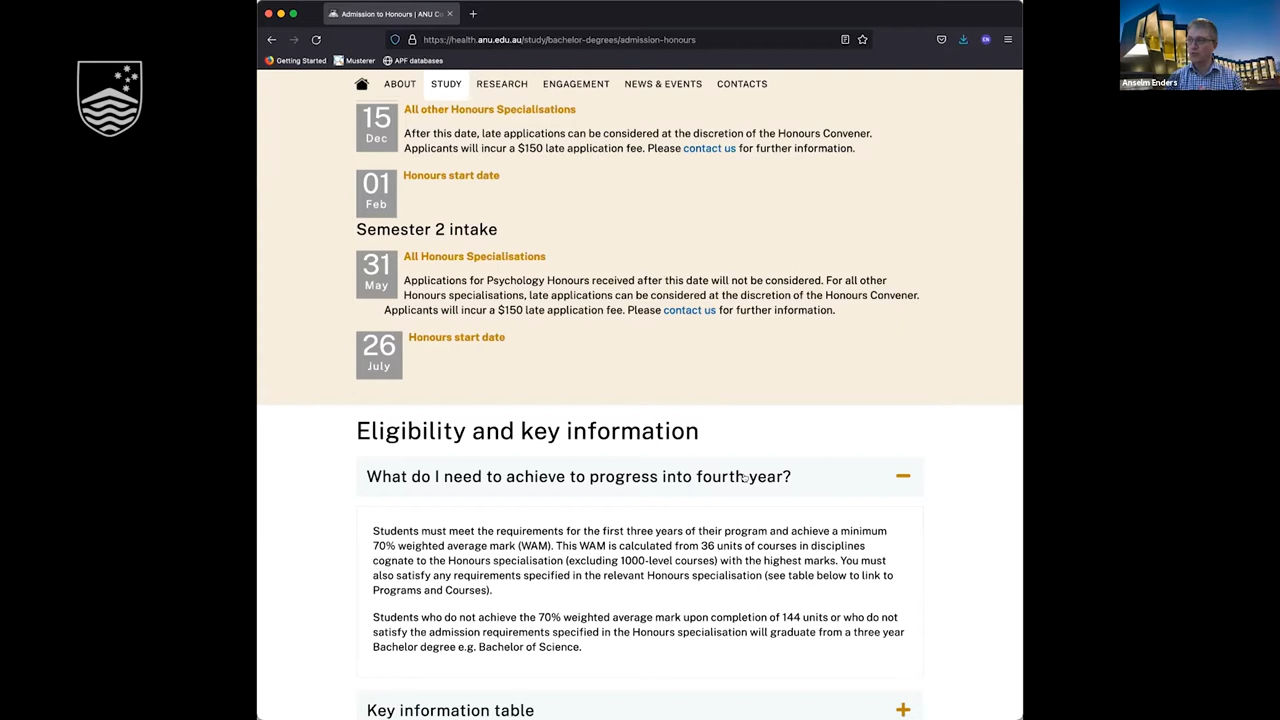 Admission to Honours | ANU Co
https://health.anu.edu.au/study/bachelor-degrees/admission-honours
EN
Getting Started
Musterer
APF databases
Anselm Enders
ABOUT
STUDY
RESEARCH
ENGAGEMENT
NEWS & EVENTS
CONTACTS
15
Dec
All other Honours Specialisations
After this date, late applications can be considered at the discretion of the Honours Convener.
Applicants will incur a $150 late application fee. Please contact us for further information.
01
Feb
Honours start date
Semester 2 intake
31
May
All Honours Specialisations
Applications for Psychology Honours received after this date will not be considered. For all other
Honours specialisations, late applications can be considered at the discretion of the Honours Convener.
Applicants will incur a $150 late application fee. Please contact us for further information.
26
July
Honours start date
Eligibility and key information
What do I need to achieve to progress into fourth year?
Students must meet the requirements for the first three years of their program and achieve a minimum
70% weighted average mark (WAM). This WAM is calculated from 36 units of courses in disciplines
cognate to the Honours specialisation (excluding 1000-level courses) with the highest marks. You must
also satisfy any requirements specified in the relevant Honours specialisation (see table below to link to
Programs and Courses).
Students who do not achieve the 70% weighted average mark upon completion of 144 units or who do not
satisfy the admission requirements specified in the Honours specialisation will graduate from a three year
Bachelor degree e.g. Bachelor of Science.
Key information table